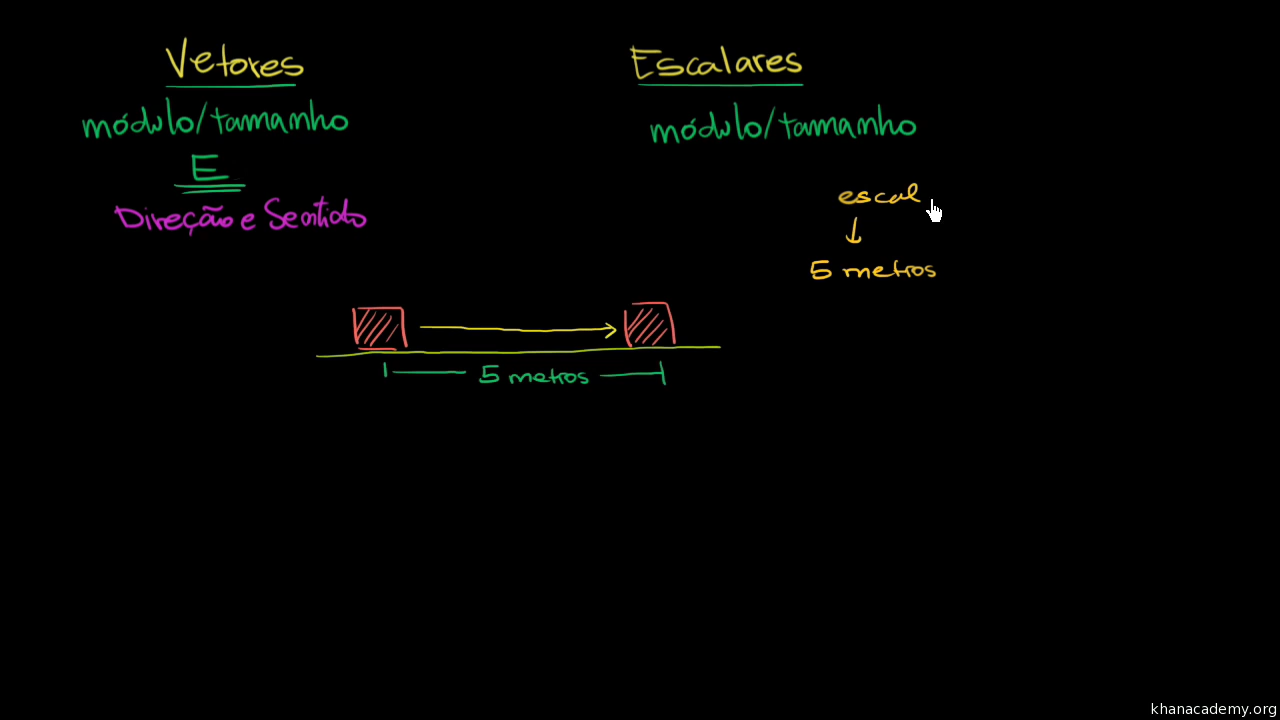 Vetores
módulo/tamanho
E
Direção e Sentido
Escalares
módulo/tamanho
escal
5 metros
5 metros
khanacademy.org